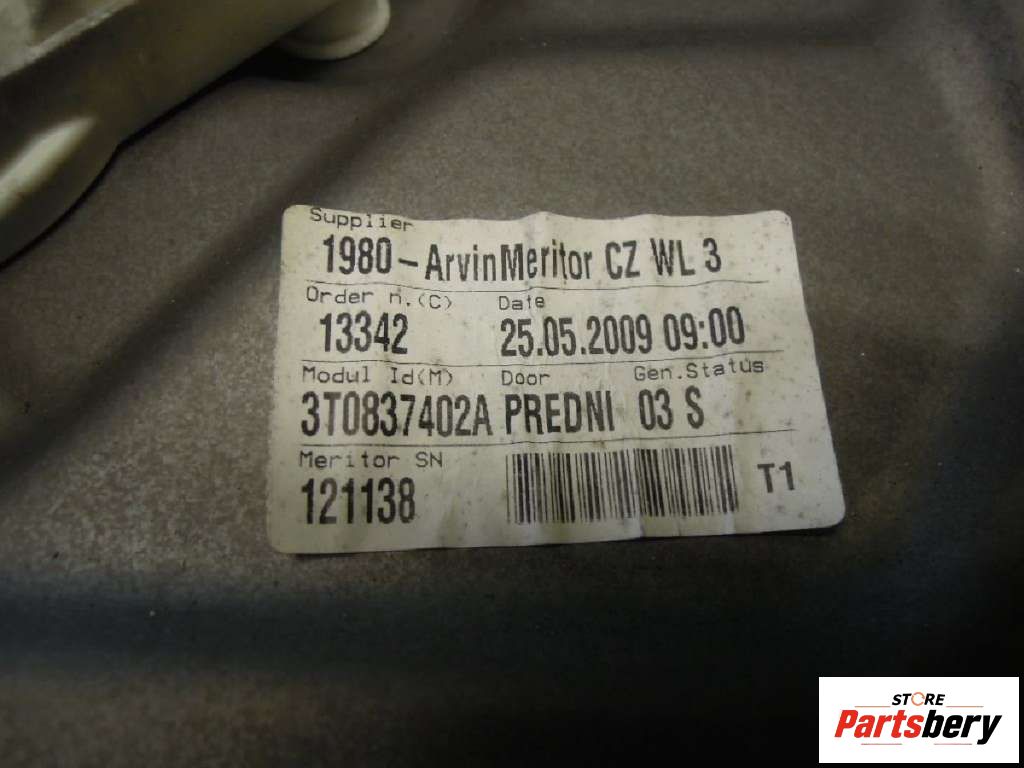 Supplier
1980-ArvinMeritor CZ WL 3
Order n.(C) Date
13342 25.05.2009 09:00
Modul Id(M) Door Gen.Status
3T0837402A PREDNI 03 S
Meritor SN
121138 T1
STORE
Partsbery